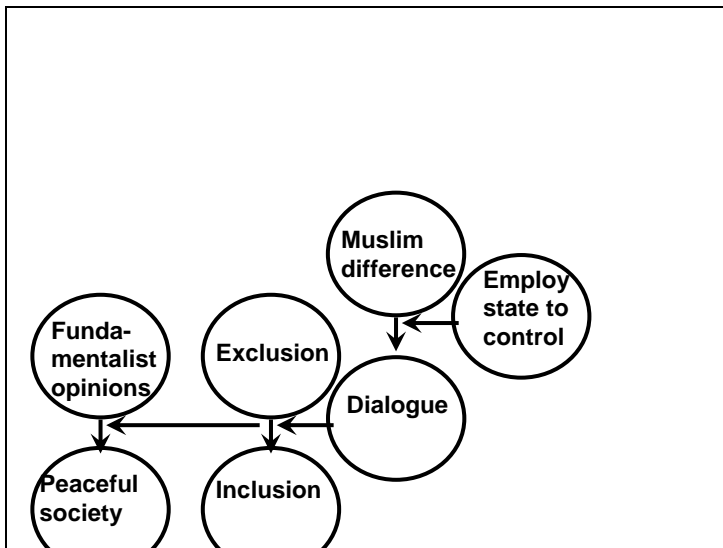 Muslim
difference
Employ
state to
control
Funda-
mentalist
opinions
Exclusion
Dialogue
Peaceful
society
Inclusion